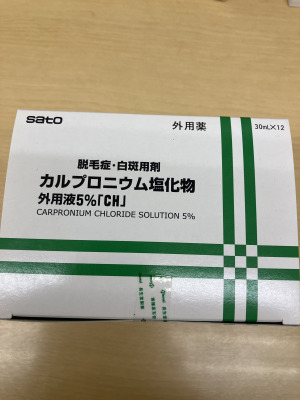 sato
外用薬
30mL×12
脱毛症・白斑用剤
カルプロニウム塩化物
外用液5%「CH」
CARPRONIUM CHLORIDE SOLUTION 5%